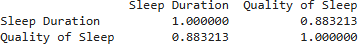 Sleep Duration Quality of Sleep
Sleep Duration 1.000000 0.883213
Quality of Sleep 0.883213 1.000000